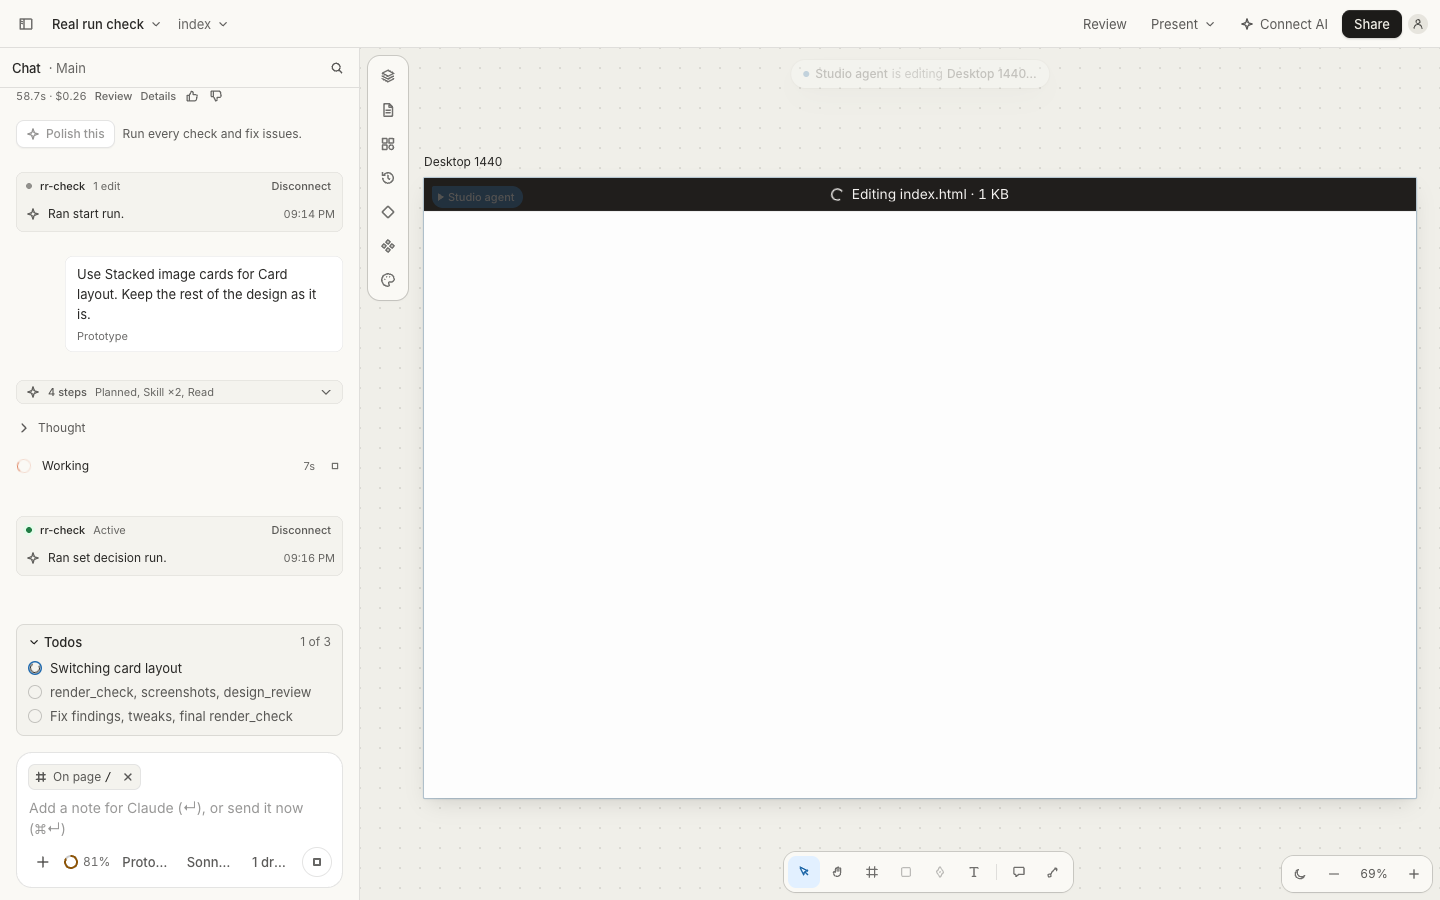 Real run check
index
Review
Present
Connect AI
Share
Chat · Main
58.7s · $0.26 Review Details
Polish this
Run every check and fix issues.
rr-check 1 edit Disconnect
Ran start run. 09:14 PM
Use Stacked image cards for Card
layout. Keep the rest of the design as it
is.
Prototype
4 steps Planned, Skill ×2, Read
Thought
Working 7s
rr-check Active Disconnect
Ran set decision run. 09:16 PM
Todos 1 of 3
Switching card layout
render_check, screenshots, design_review
Fix findings, tweaks, final render_check
On page /
Add a note for Claude (↵), or send it now
(⌘↵)
81% Proto... Sonn... 1 dr...
Studio agent is editing Desktop 1440...
Desktop 1440
Studio agent
Editing index.html · 1 KB
69%